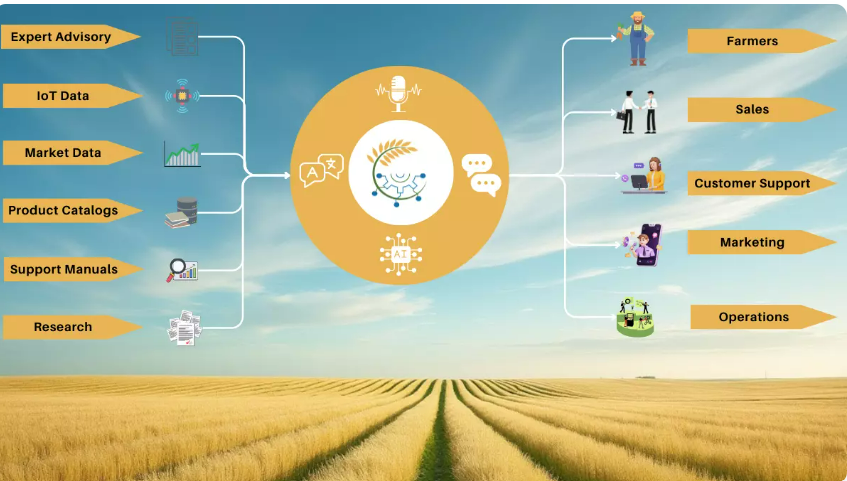 Expert Advisory
IoT Data
Market Data
Product Catalogs
Support Manuals
Research
A 文
AI
Farmers
Sales
Customer Support
Marketing
Operations